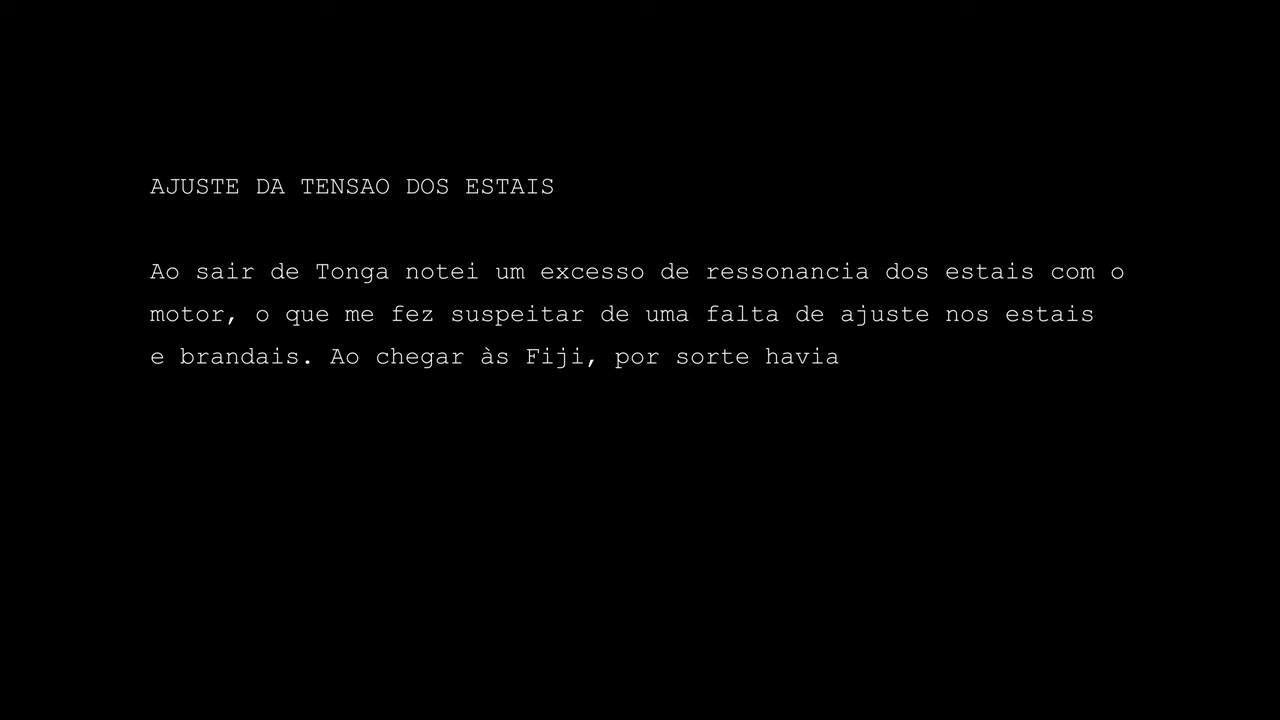 AJUSTE DA TENSAO DOS ESTAIS
Ao sair de Tonga notei um excesso de ressonancia dos estais com o
motor, o que me fez suspeitar de uma falta de ajuste nos estais
e brandais. Ao chegar às Fiji, por sorte havia